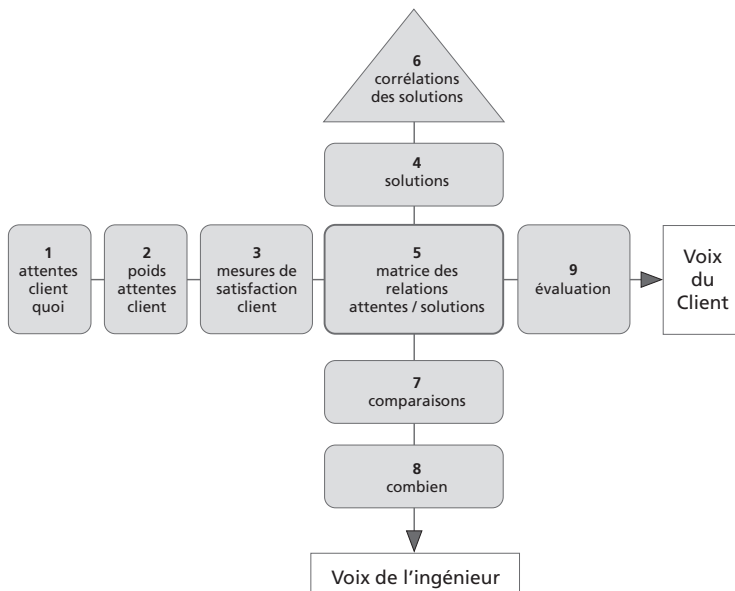 6
corrélations
des solutions
4
solutions
1
attentes
client
quoi
2
poids
attentes
client
3
mesures de
satisfaction
client
5
matrice des
relations
attentes / solutions
9
évaluation
Voix
du
Client
7
comparaisons
8
combien
Voix de l'ingénieur